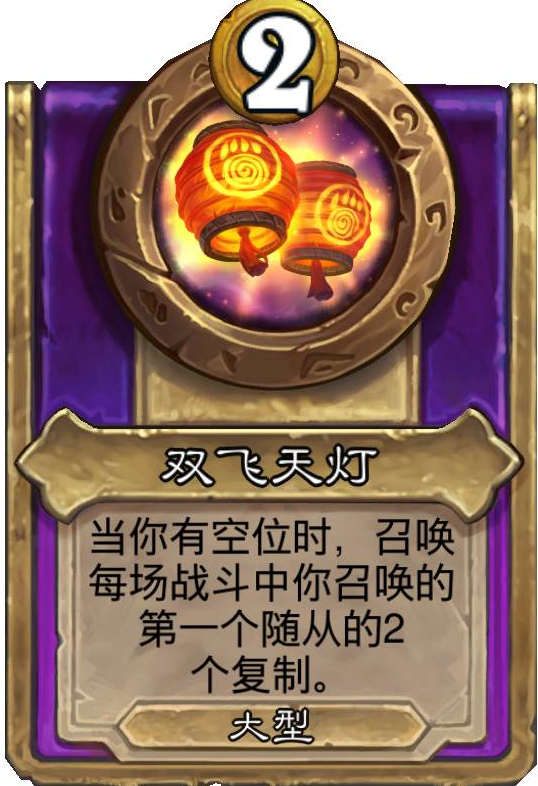 2
双飞天灯
当你有空位时，召唤
每场战斗中你召唤的
第一个随从的2
个复制。
大型